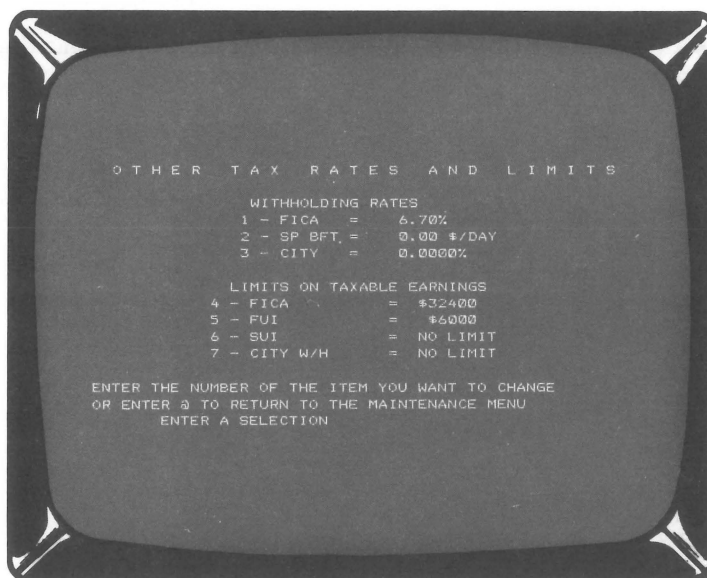 OTHER TAX RATES AND LIMITS
WITHHOLDING RATES
1 - FICA = 6.70%
2 - SP BFT = 0.00 $/DAY
3 - CITY = 0.0000%
LIMITS ON TAXABLE EARNINGS
4 - FICA = $32400
5 - FUI = $6000
6 - SUI = NO LIMIT
7 - CITY W/H = NO LIMIT
ENTER THE NUMBER OF THE ITEM YOU WANT TO CHANGE
OR ENTER @ TO RETURN TO THE MAINTENANCE MENU
ENTER A SELECTION